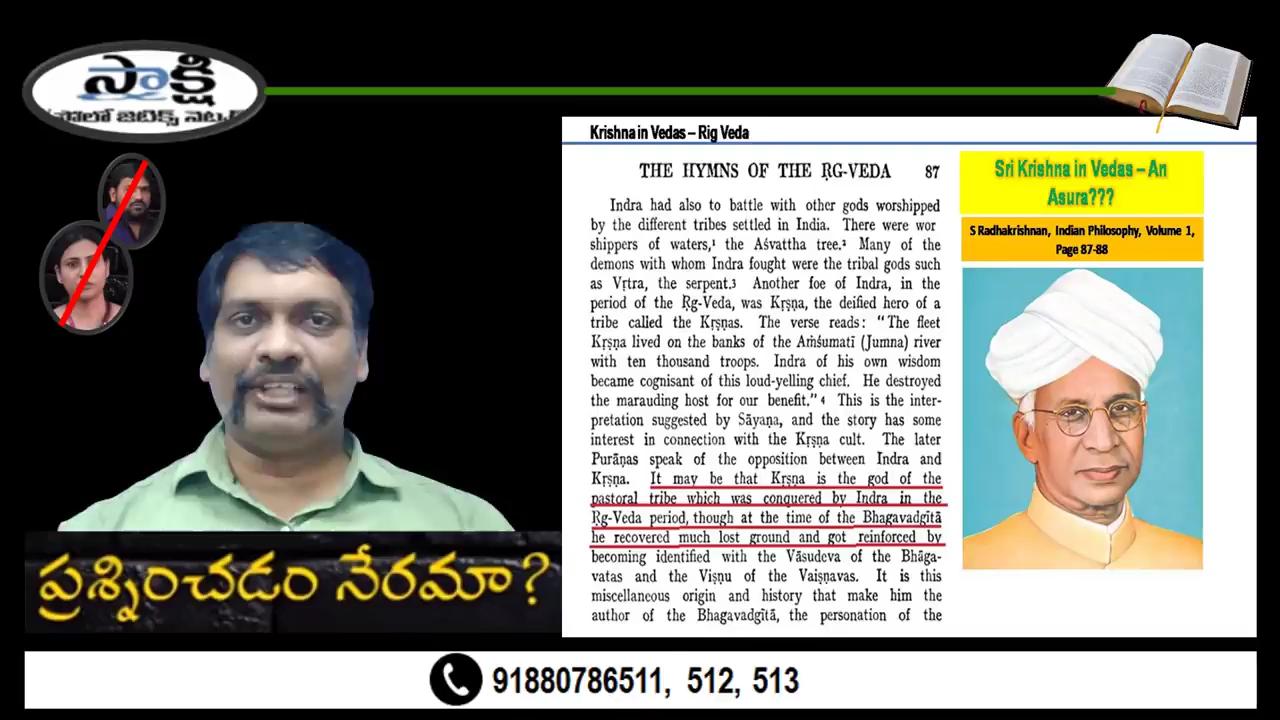 సాక్షి
అపోలోజెటిక్స్ నెట్‌వ
Krishna in Vedas – Rig Veda
THE HYMNS OF THE ṚG-VEDA 87
Indra had also to battle with other gods worshipped
by the different tribes settled in India. There were wor
shippers of waters,¹ the Aśvattha tree.² Many of the
demons with whom Indra fought were the tribal gods such
as Vṛtra, the serpent.³ Another foe of Indra, in the
period of the Ṛg-Veda, was Kṛṣṇa, the deified hero of a
tribe called the Kṛṣṇas. The verse reads: "The fleet
Kṛṣṇa lived on the banks of the Aṁśumatī (Jumna) river
with ten thousand troops. Indra of his own wisdom
became cognisant of this loud-yelling chief. He destroyed
the marauding host for our benefit." ⁴ This is the inter-
pretation suggested by Sāyaṇa, and the story has some
interest in connection with the Kṛṣṇa cult. The later
Purāṇas speak of the opposition between Indra and
Kṛṣṇa. It may be that Kṛṣṇa is the god of the
pastoral tribe which was conquered by Indra in the
Ṛg-Veda period, though at the time of the Bhagavadgītā
he recovered much lost ground and got reinforced by
becoming identified with the Vāsudeva of the Bhāga-
vatas and the Viṣṇu of the Vaiṣṇavas. It is this
miscellaneous origin and history that make him the
author of the Bhagavadgītā, the personation of the
Sri Krishna in Vedas – An
Asura???
S Radhakrishnan, Indian Philosophy, Volume 1,
Page 87-88
ప్రశ్నించడం నేరమా?
91880786511, 512, 513